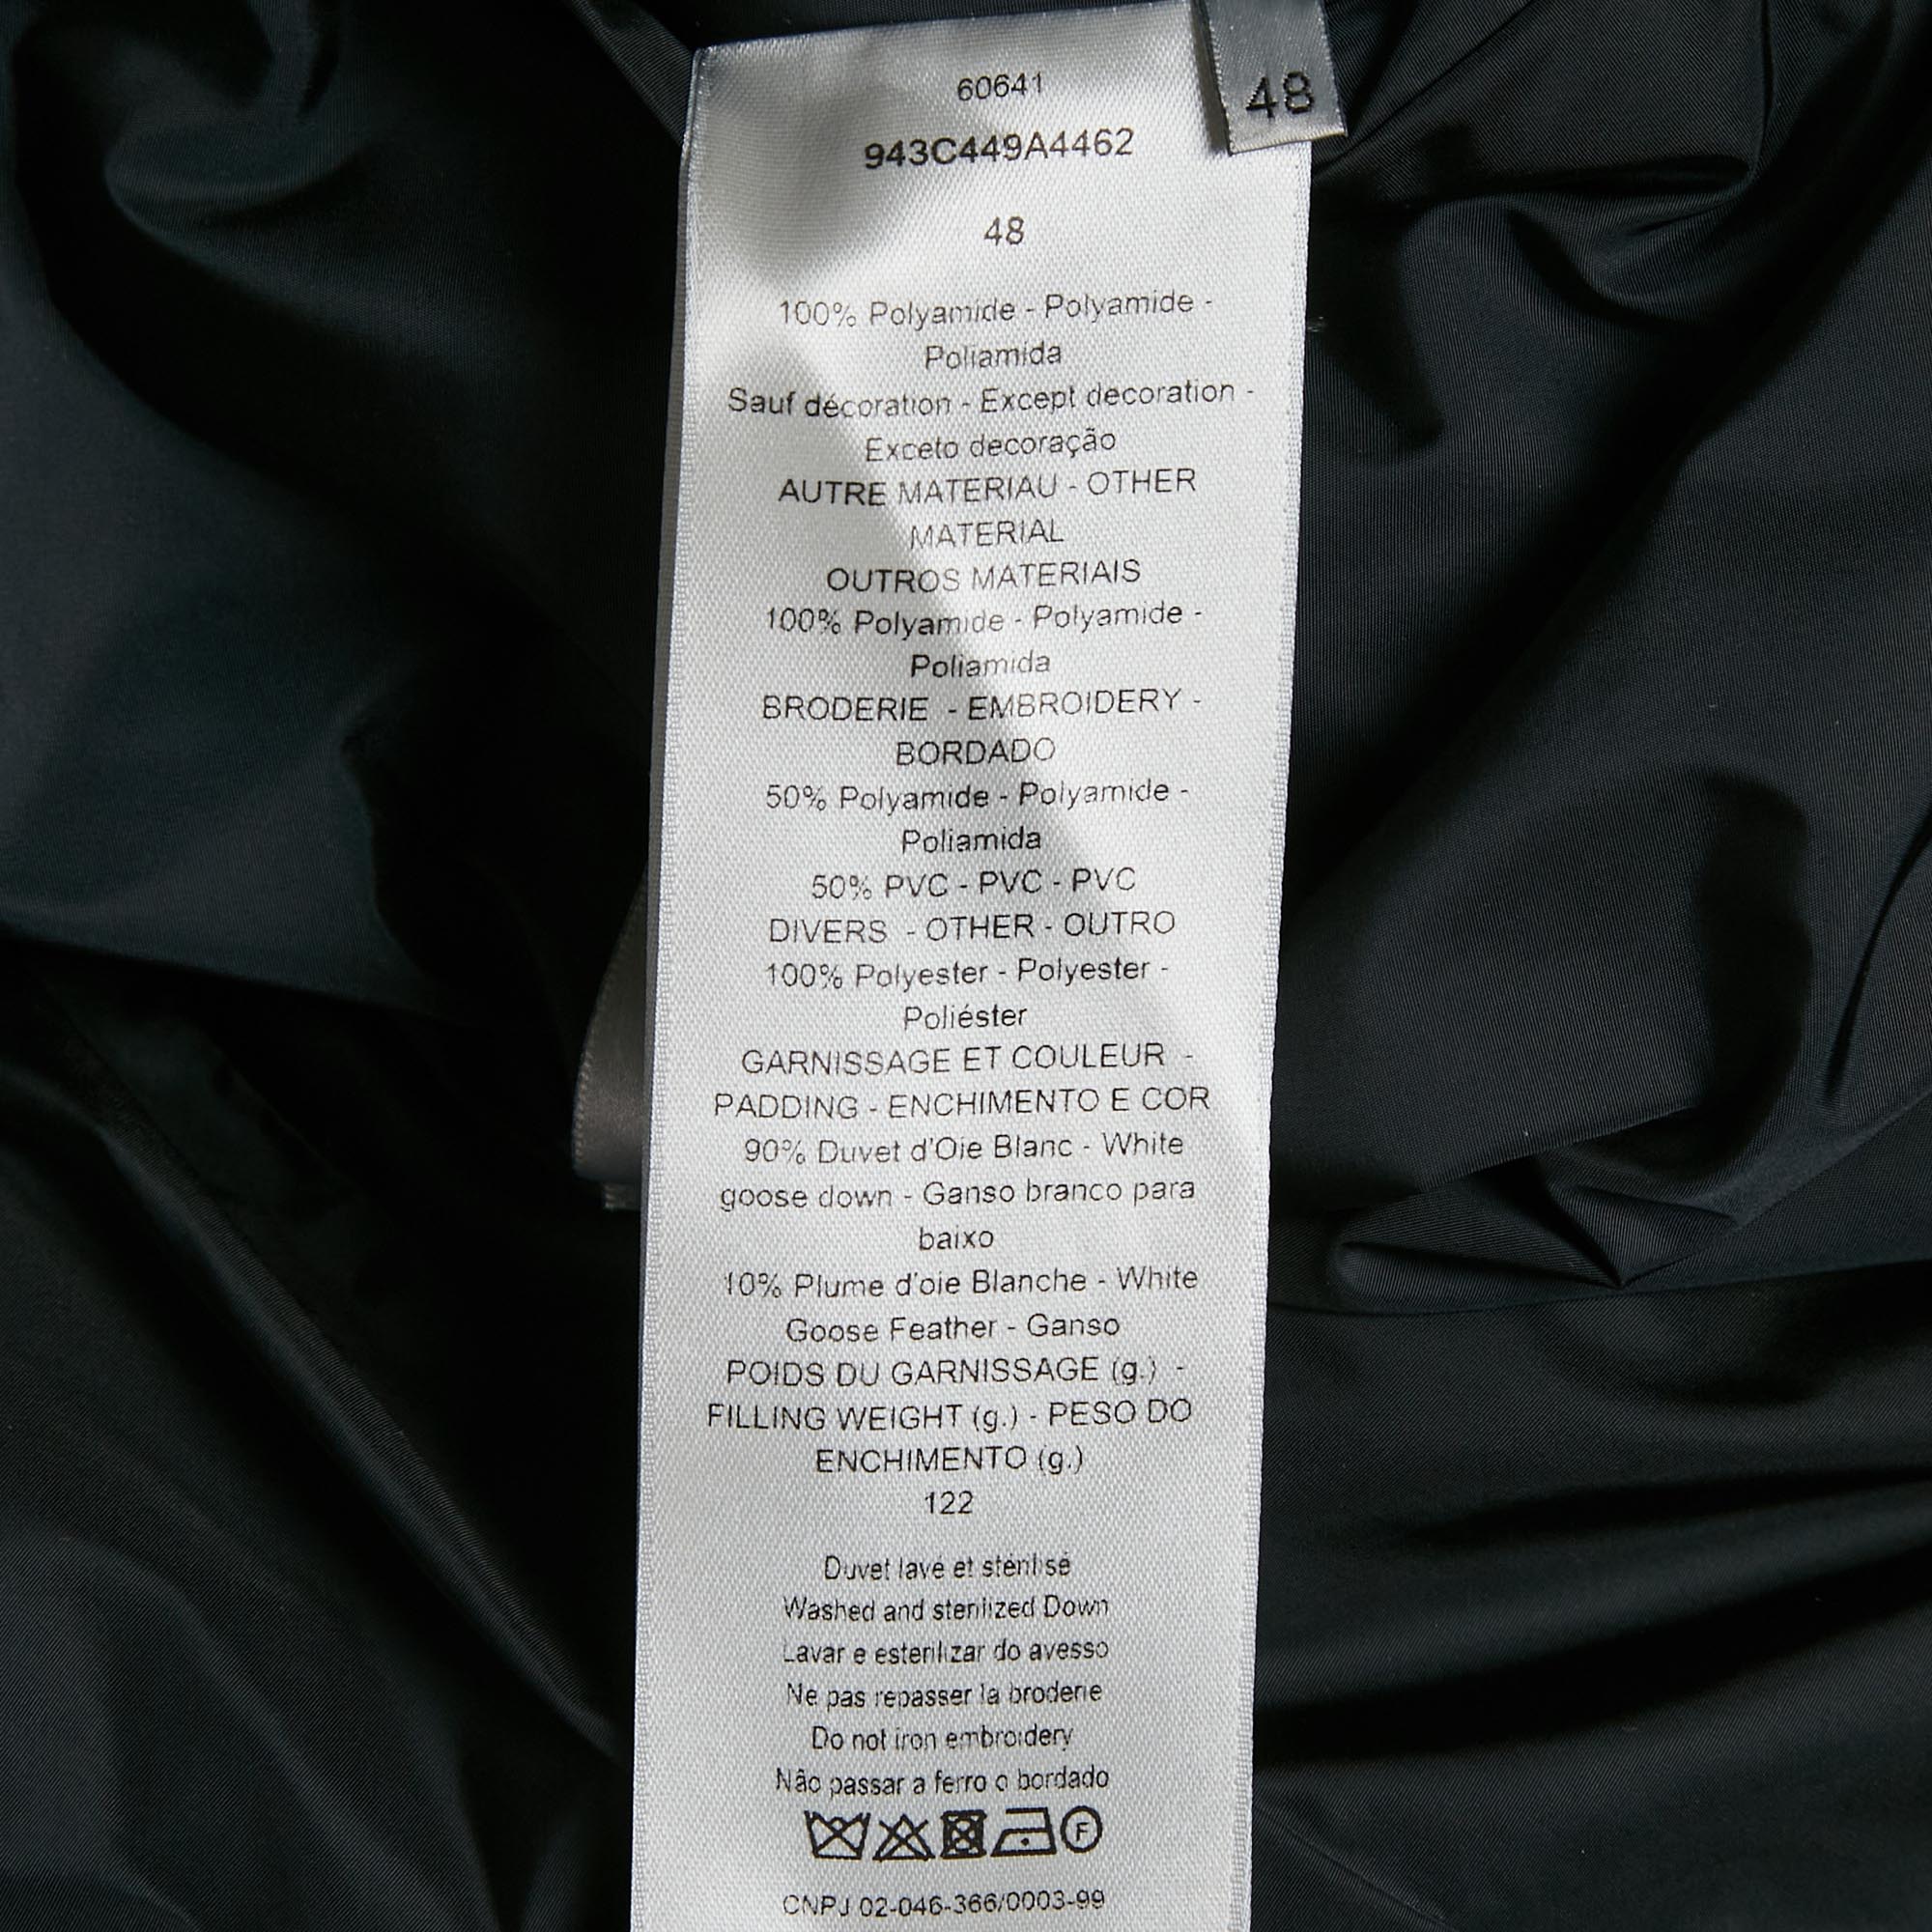 48
60641
943C449A4462
48
100% Polyamide - Polyamide -
Poliamida
Sauf décoration - Except decoration -
Exceto decoração
AUTRE MATERIAU - OTHER
MATERIAL
OUTROS MATERIAIS
100% Polyamide - Polyamide -
Poliamida
BRODERIE - EMBROIDERY -
BORDADO
50% Polyamide - Polyamide -
Poliamida
50% PVC - PVC - PVC
DIVERS - OTHER - OUTRO
100% Polyester - Polyester -
Poliéster
GARNISSAGE ET COULEUR -
PADDING - ENCHIMENTO E COR
90% Duvet d'Oie Blanc - White
goose down - Ganso branco para
baixo
10% Plume d'oie Blanche - White
Goose Feather - Ganso
POIDS DU GARNISSAGE (g.) -
FILLING WEIGHT (g.) - PESO DO
ENCHIMENTO (g.)
122
Duvet lavé et stérilisé
Washed and sterilized Down
Lavar e esterilizar do avesso
Ne pas repasser la broderie
Do not iron embroidery
Não passar a ferro o bordado
F
CNPJ 02-046-366/0003-99